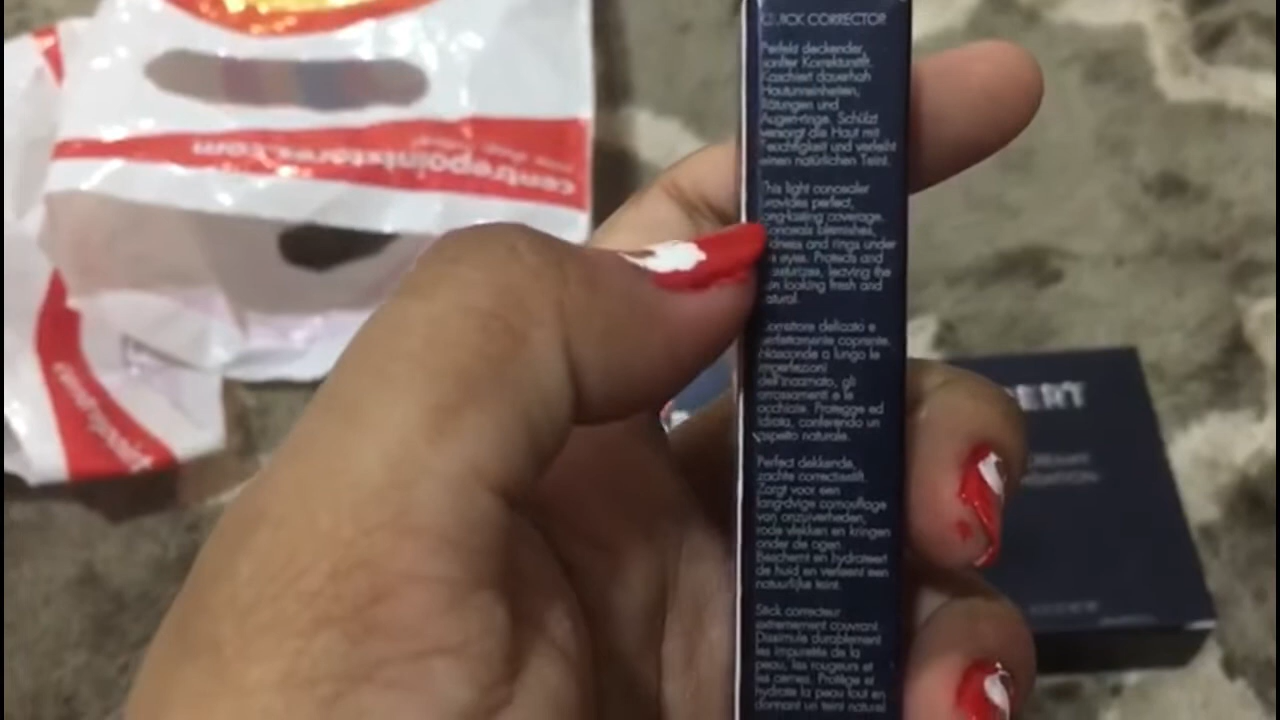 QUICK CORRECTOR
Perfekt deckender,
sanfter Korrekturstift.
Kaschiert dauerhaft
Hautunreinheiten,
Rötungen und
Augenringe. Schützt
versorgt die Haut mit
Feuchtigkeit und verleiht
einen natürlichen Teint.
This light concealer
provides perfect,
long-lasting coverage.
Conceals blemishes,
redness and rings under
eyes. Protects and
moisturizes, leaving the
skin looking fresh and
natural.
Correttore delicato e
perfettamente coprente.
Nasconde a lungo le
imperfezioni
dell'incarnato, gli
arrossamenti e le
occhiaie. Protegge ed
idrata, conferendo un
aspetto naturale.
Perfect dekkende,
zachte correctiestift.
Zorgt voor een
langdurige camouflage
van onzuiverheden,
rode vlekken en kringen
onder de ogen.
Beschermt en hydrateert
de huid en verleent een
natuurlijke teint.
Stick correcteur
extrêmement couvrant.
Dissimule durablement
les impuretés de la
peau, les rougeurs et
les cernes. Protège et
hydrate la peau tout en
donnant un teint naturel.
centrepointstores.com
centrepoint
ERT